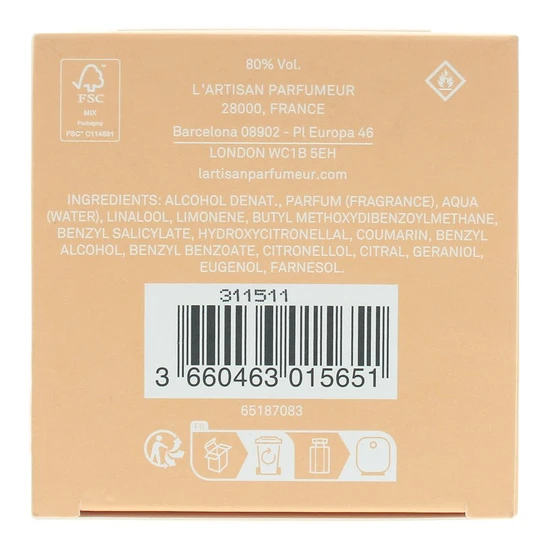 FSC
MIX
Packaging
FSC® C114691
80% Vol.
L'ARTISAN PARFUMEUR
28000, FRANCE
Barcelona 08902 - Pl Europa 46
LONDON WC1B 5EH
lartisanparfumeur.com
INGREDIENTS: ALCOHOL DENAT., PARFUM (FRAGRANCE), AQUA
(WATER), LINALOOL, LIMONENE, BUTYL METHOXYDIBENZOYLMETHANE,
BENZYL SALICYLATE, HYDROXYCITRONELLAL, COUMARIN, BENZYL
ALCOHOL, BENZYL BENZOATE, CITRONELLOL, CITRAL, GERANIOL,
EUGENOL, FARNESOL.
311511
3 660463 015651
65187083
FR